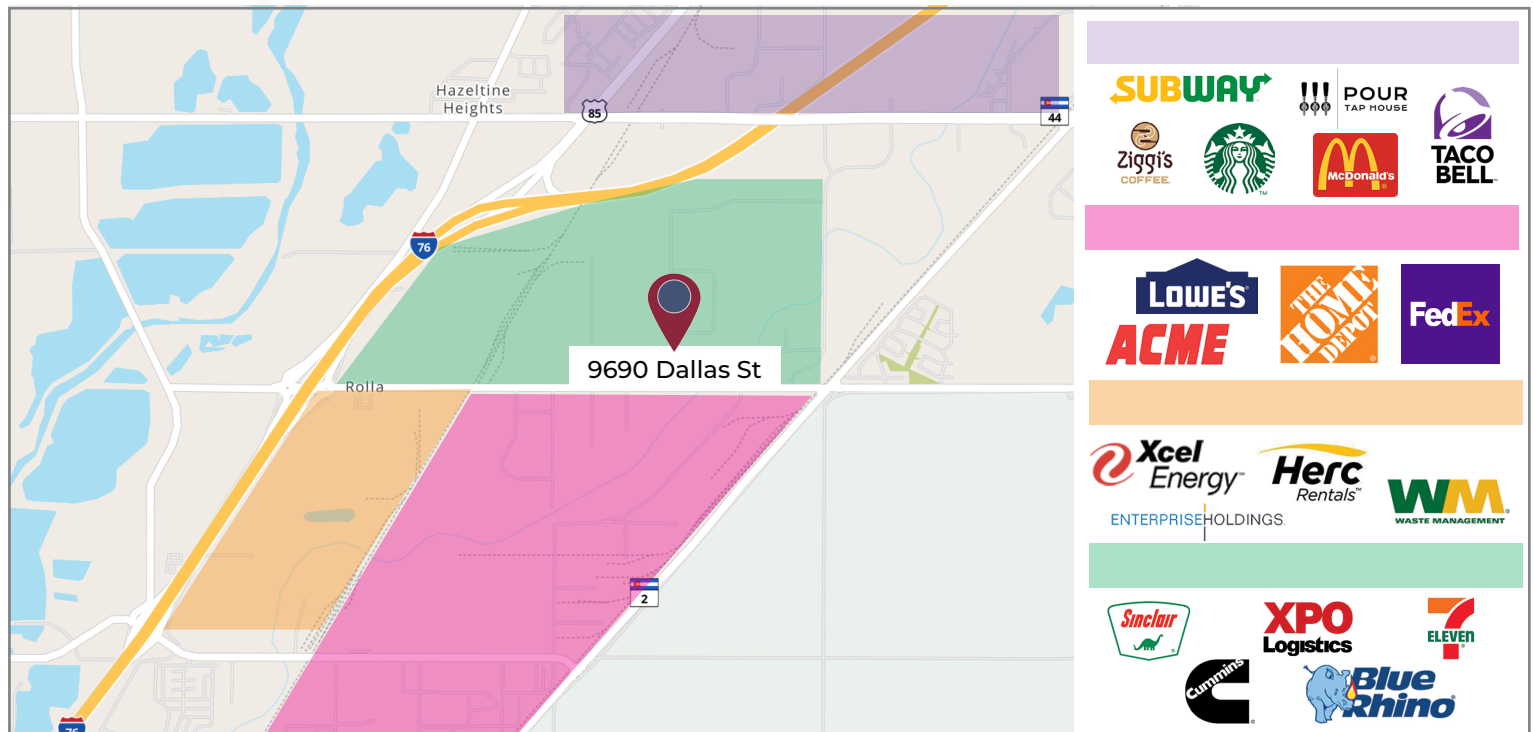 Hazeltine
Heights
85
44
76
9690 Dallas St
Rolla
2
76
SUBWAY
POUR
TAP HOUSE
Ziggi's
COFFEE
TM
McDonald's
TACO
BELL
LOWE'S
ACME
THE
HOME
DEPOT
FedEx
Xcel
Energy
Herc
Rentals
WM
WASTE MANAGEMENT
ENTERPRISE HOLDINGS
Sinclair
XPO
Logistics
7
ELEVEN
Cummins
Blue
Rhino